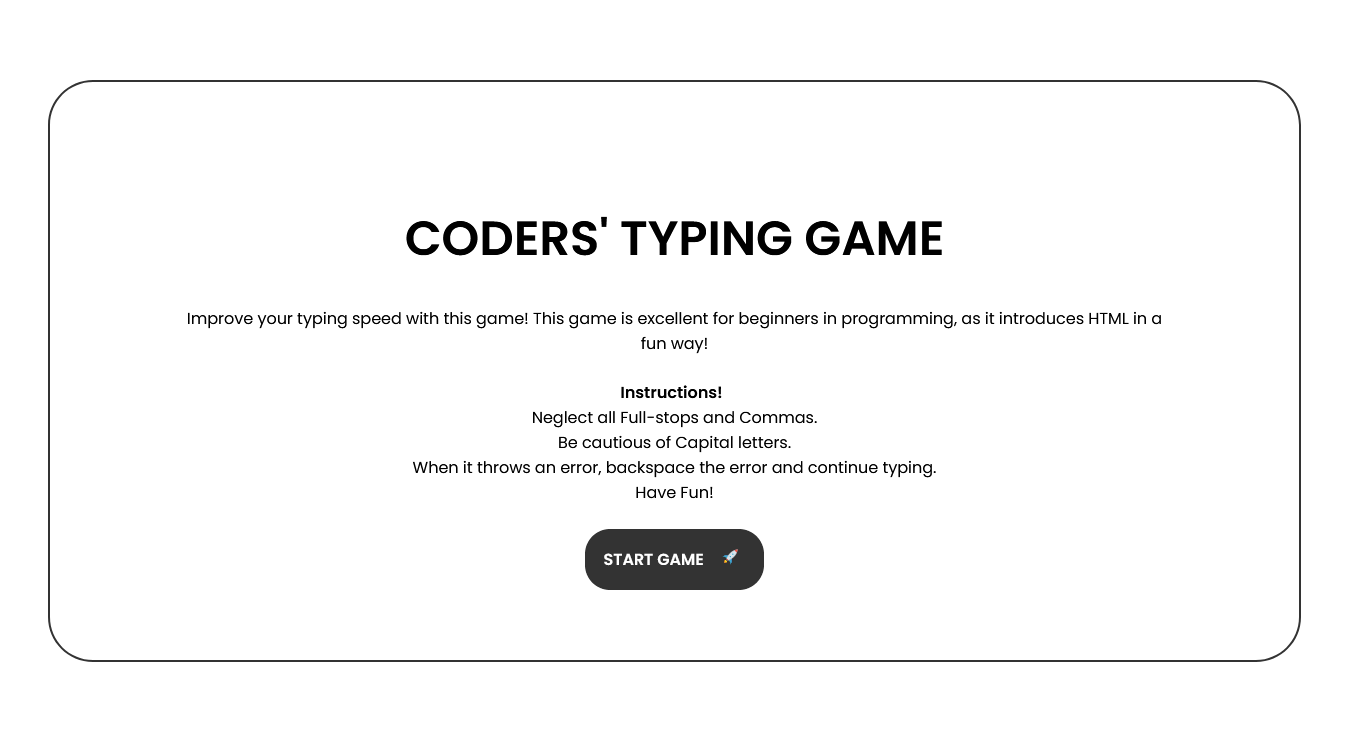 CODERS' TYPING GAME
Improve your typing speed with this game! This game is excellent for beginners in programming, as it introduces HTML in a
fun way!
Instructions!
Neglect all Full-stops and Commas.
Be cautious of Capital letters.
When it throws an error, backspace the error and continue typing.
Have Fun!
START GAME 🚀